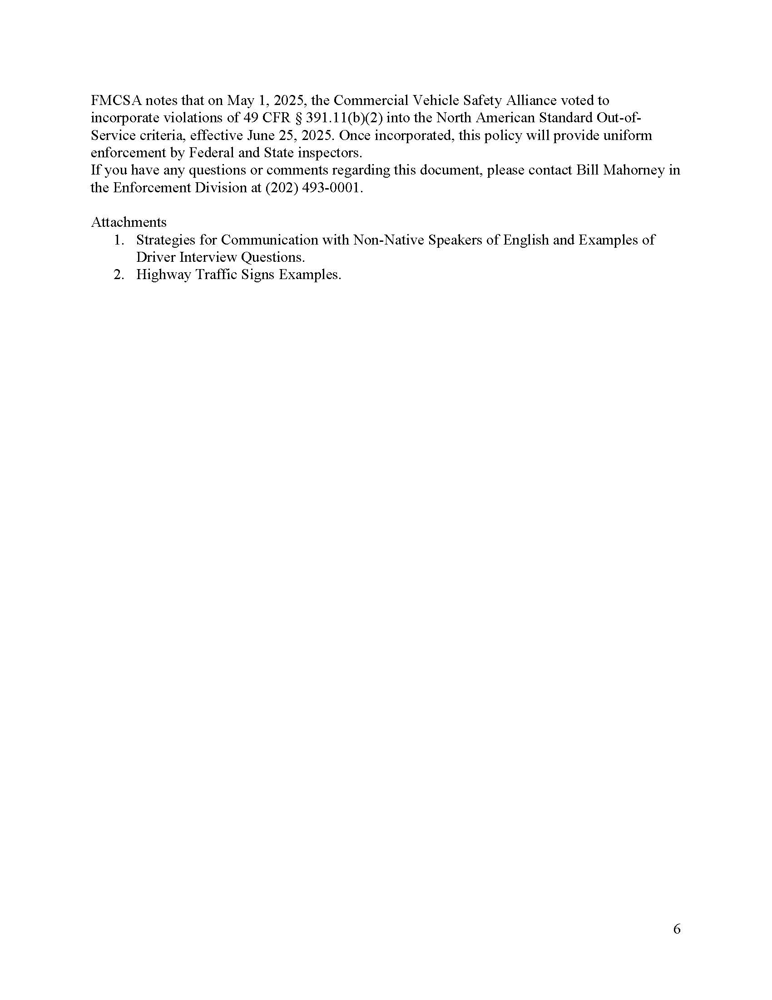 FMCSA notes that on May 1, 2025, the Commercial Vehicle Safety Alliance voted to
incorporate violations of 49 CFR § 391.11(b)(2) into the North American Standard Out-of-
Service criteria, effective June 25, 2025. Once incorporated, this policy will provide uniform
enforcement by Federal and State inspectors.
If you have any questions or comments regarding this document, please contact Bill Mahorney in
the Enforcement Division at (202) 493-0001.
Attachments
1. Strategies for Communication with Non-Native Speakers of English and Examples of
Driver Interview Questions.
2. Highway Traffic Signs Examples.
6